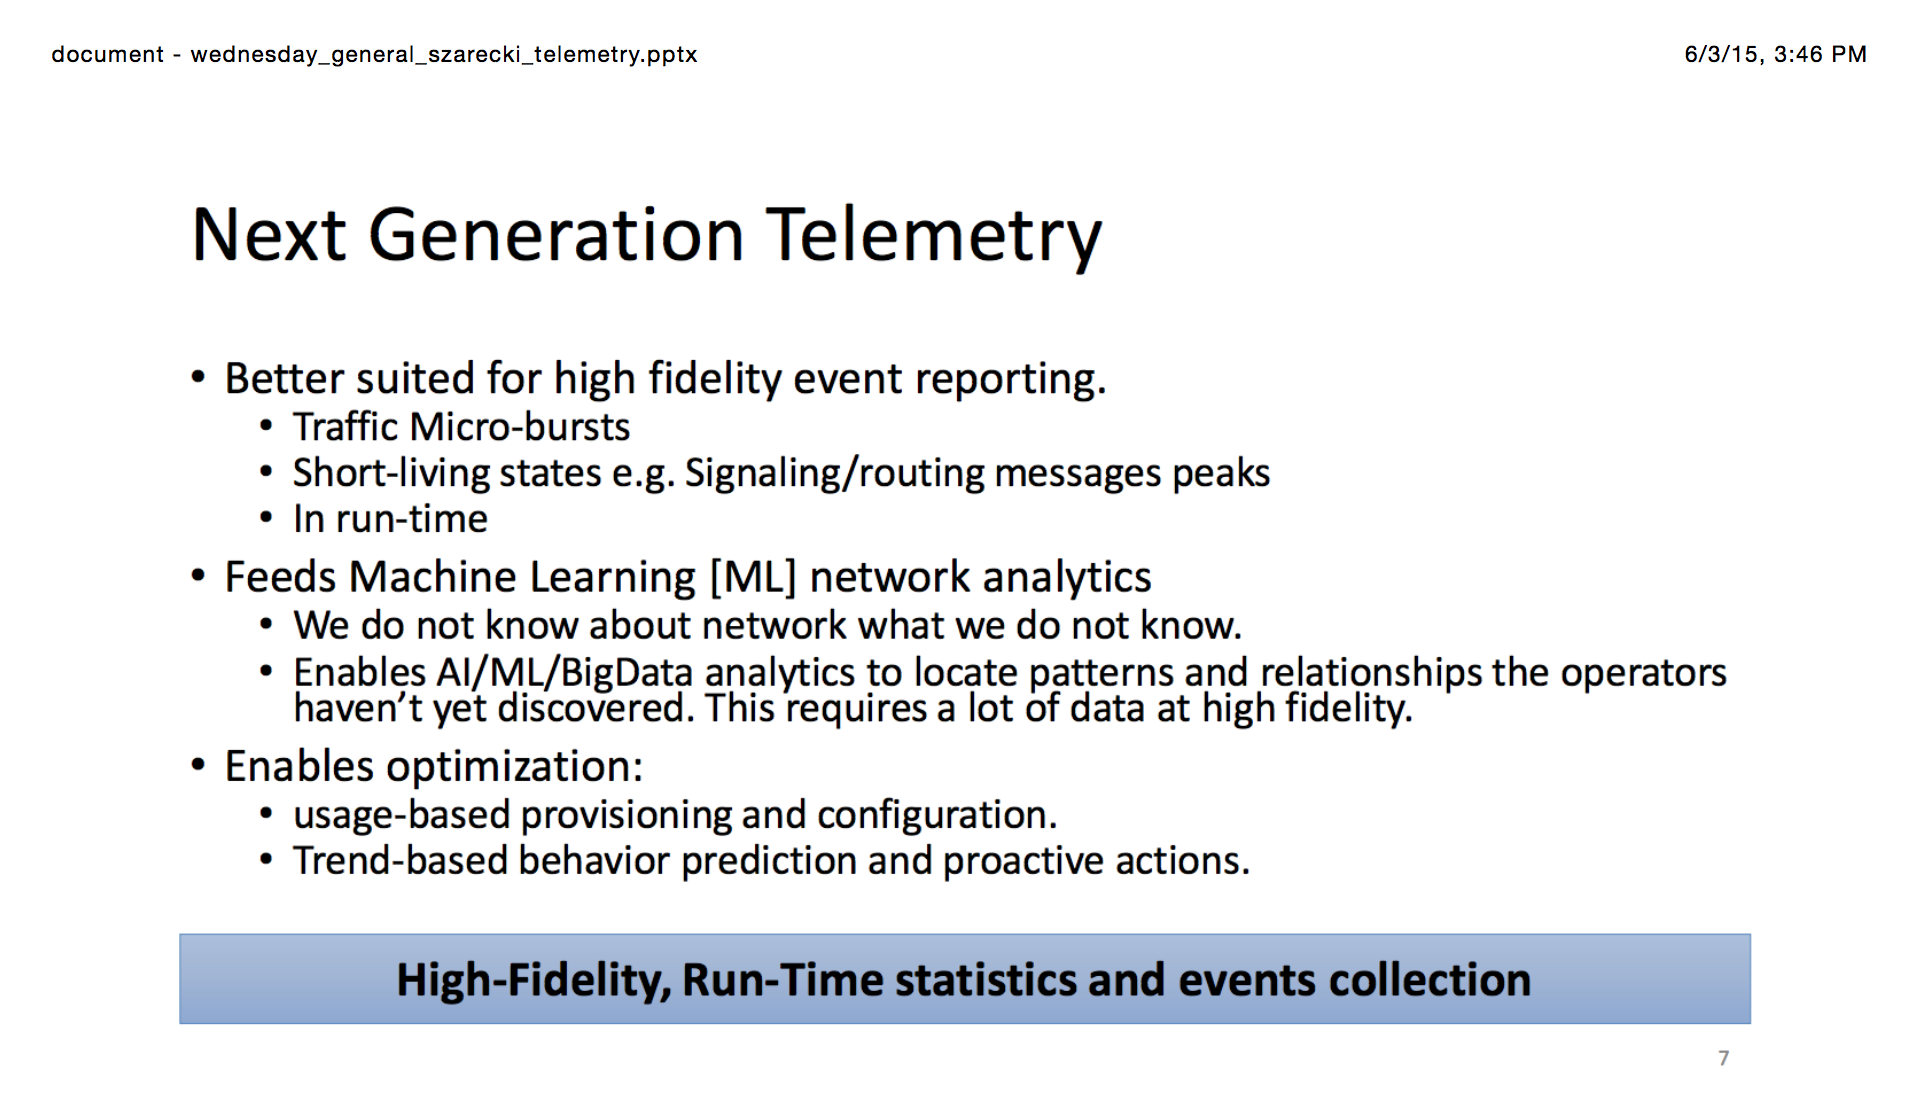 document - wednesday_general_szarecki_telemetry.pptx
6/3/15, 3:46 PM
Next Generation Telemetry
• Better suited for high fidelity event reporting.
• Traffic Micro-bursts
• Short-living states e.g. Signaling/routing messages peaks
• In run-time
• Feeds Machine Learning [ML] network analytics
• We do not know about network what we do not know.
• Enables AI/ML/BigData analytics to locate patterns and relationships the operators
haven’t yet discovered. This requires a lot of data at high fidelity.
• Enables optimization:
• usage-based provisioning and configuration.
• Trend-based behavior prediction and proactive actions.
High-Fidelity, Run-Time statistics and events collection
7